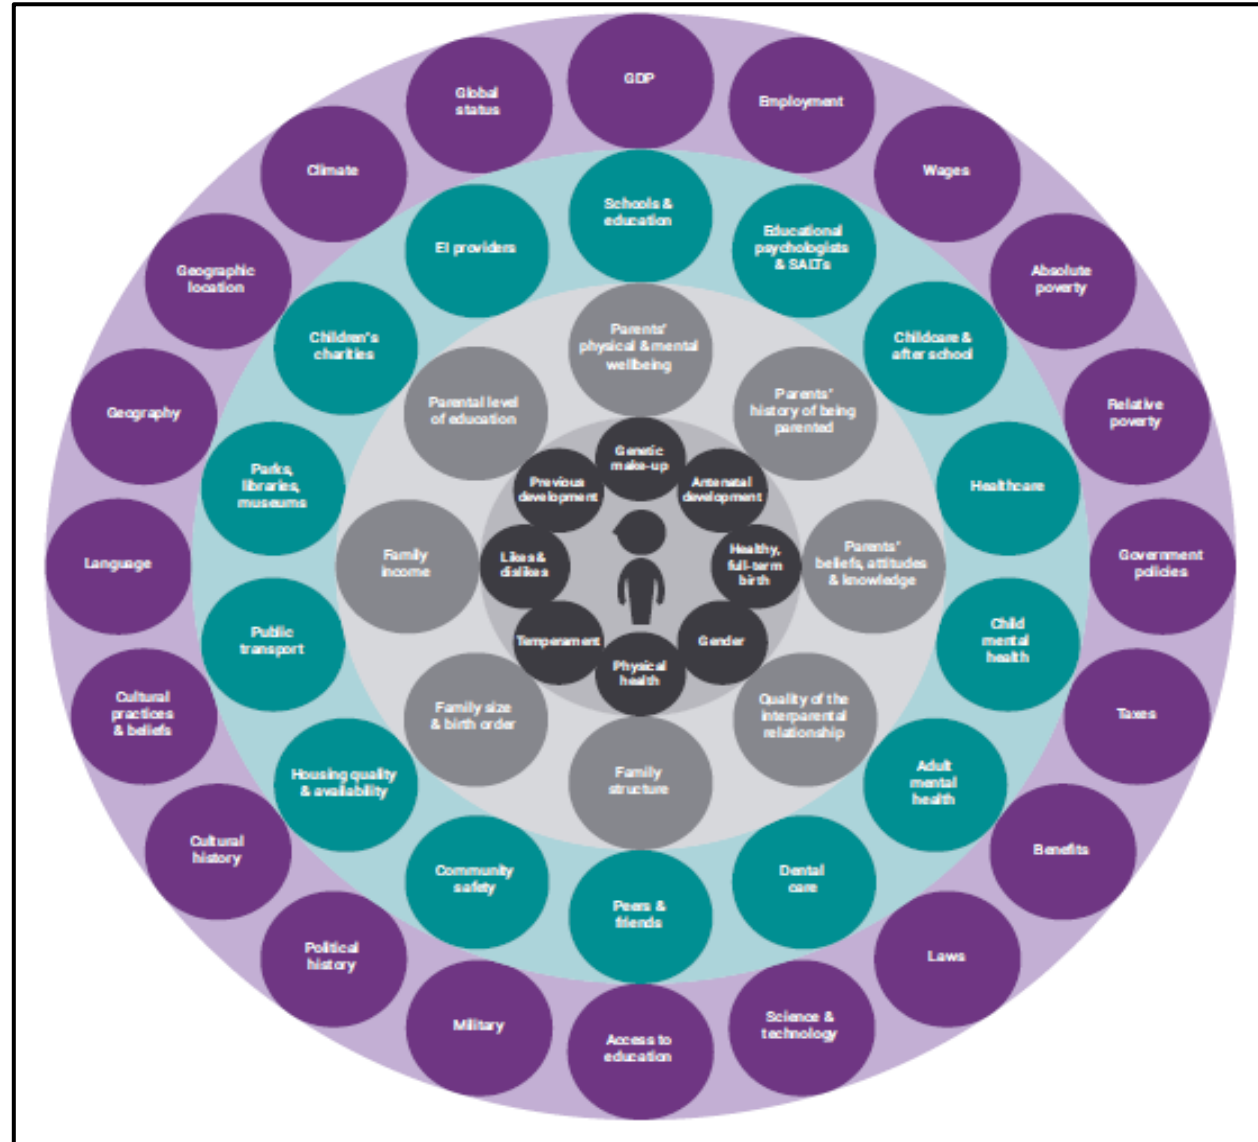 GDP
Employment
Wages
Absolute
poverty
Relative
poverty
Government
policies
Taxes
Benefits
Laws
Science &
technology
Access to
education
Military
Political
history
Cultural
history
Cultural
practices
& beliefs
Language
Geography
Geographic
location
Climate
Global
status
Schools &
education
Educational
psychologists
& SALTs
Childcare &
after school
Healthcare
Child
mental
health
Adult
mental
health
Dental
care
Peers &
friends
Community
safety
Housing quality
& availability
Public
transport
Parks,
libraries,
museums
Children's
charities
EI providers
Parents'
physical & mental
wellbeing
Parents'
history of being
parented
Parents'
beliefs, attitudes
& knowledge
Quality of the
interparental
relationship
Family
structure
Family size
& birth order
Family
income
Parental level
of education
Genetic
make-up
Antenatal
development
Healthy,
full-term
birth
Gender
Physical
health
Temperament
Likes &
dislikes
Previous
development